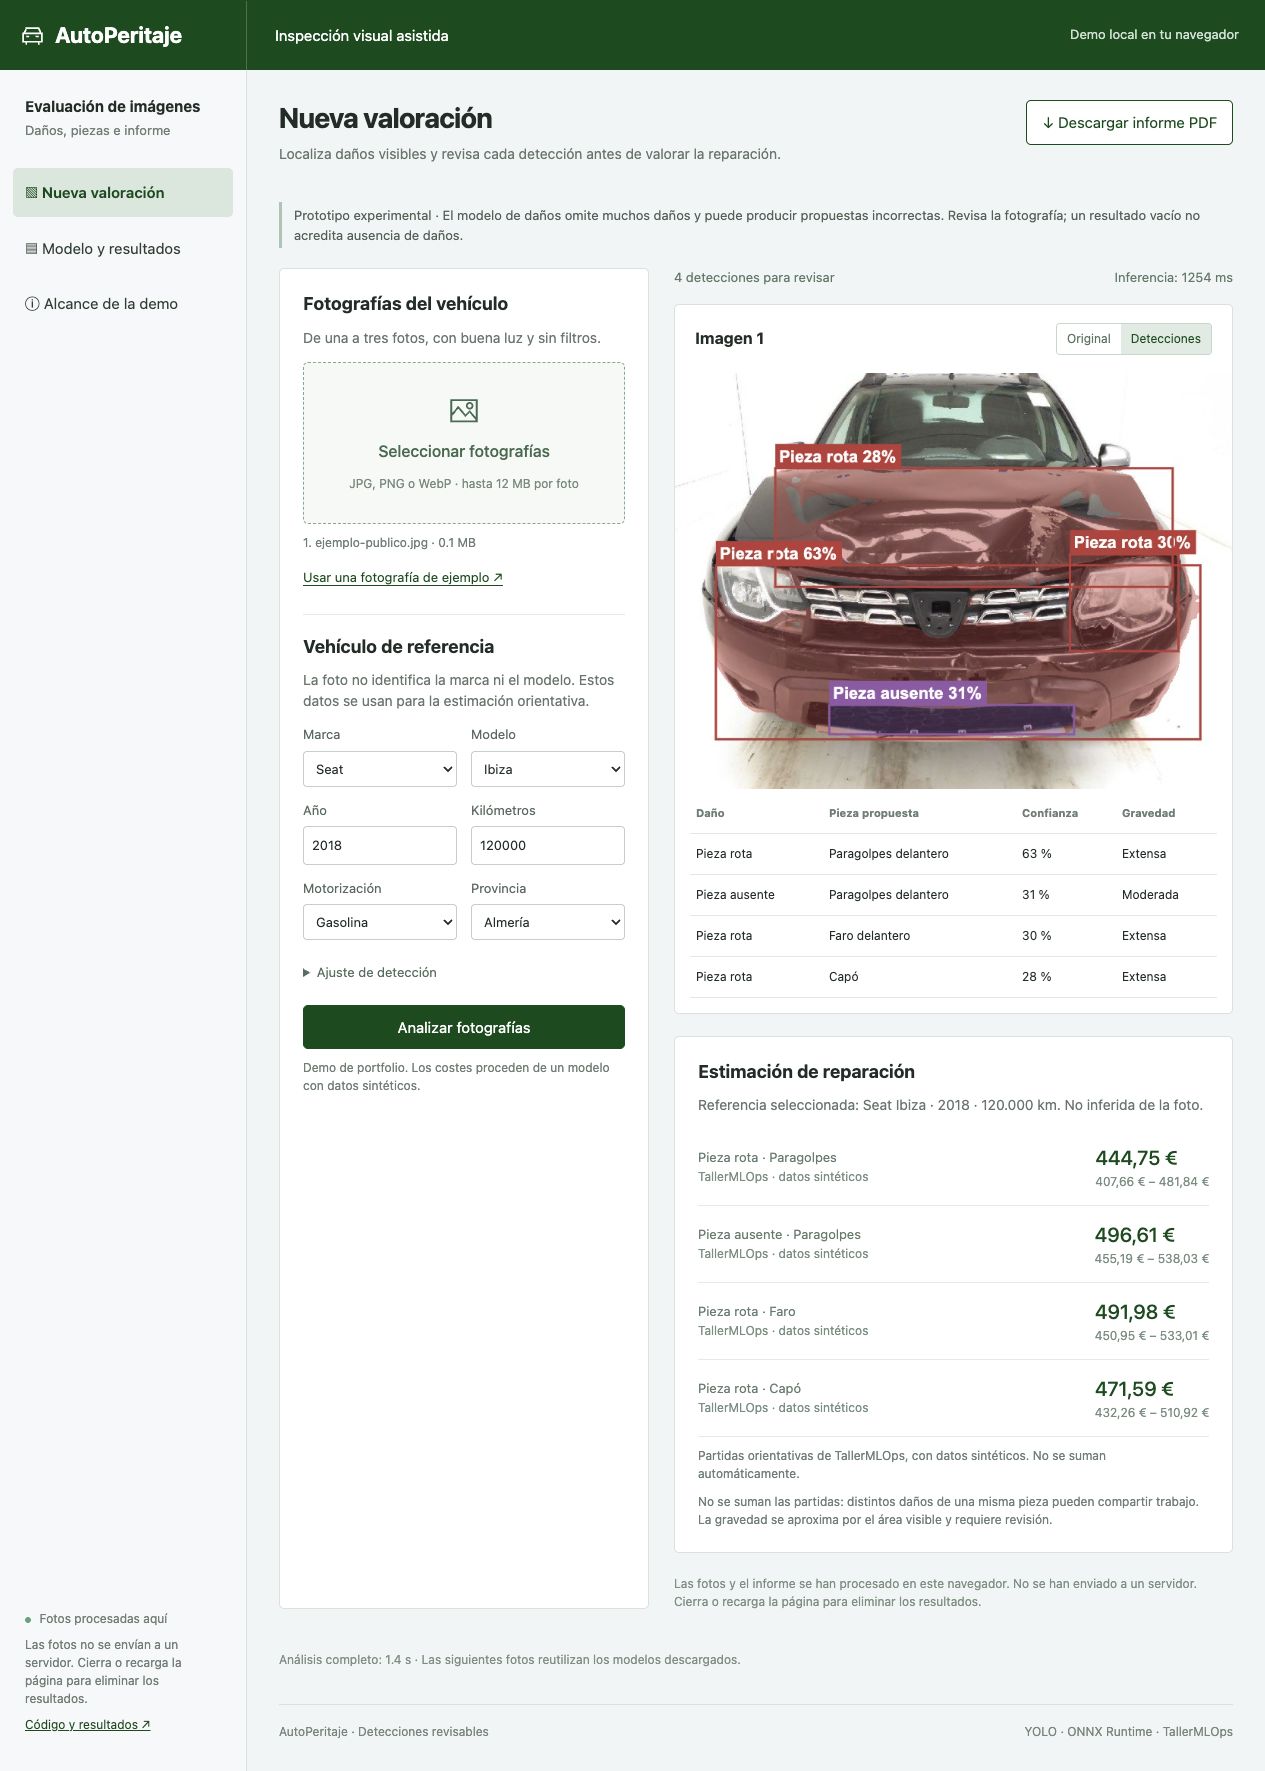 AutoPeritaje
Inspección visual asistida
Demo local en tu navegador
Evaluación de imágenes
Daños, piezas e informe
Nueva valoración
Modelo y resultados
Alcance de la demo
Nueva valoración
↓ Descargar informe PDF
Localiza daños visibles y revisa cada detección antes de valorar la reparación.
Prototipo experimental · El modelo de daños omite muchos daños y puede producir propuestas incorrectas. Revisa la fotografía; un resultado vacío no
acredita ausencia de daños.
Fotografías del vehículo
De una a tres fotos, con buena luz y sin filtros.
Seleccionar fotografías
JPG, PNG o WebP · hasta 12 MB por foto
1. ejemplo-publico.jpg · 0.1 MB
Usar una fotografía de ejemplo ↗
Vehículo de referencia
La foto no identifica la marca ni el modelo. Estos
datos se usan para la estimación orientativa.
Marca Modelo
Seat Ibiza
Año Kilómetros
2018 120000
Motorización Provincia
Gasolina Almería
▶ Ajuste de detección
Analizar fotografías
Demo de portfolio. Los costes proceden de un modelo
con datos sintéticos.
4 detecciones para revisar Inferencia: 1254 ms
Imagen 1 Original Detecciones
Pieza rota 28%
Pieza rota 30%
Pieza rota 63%
Pieza ausente 31%
Daño Pieza propuesta Confianza Gravedad
Pieza rota Paragolpes delantero 63 % Extensa
Pieza ausente Paragolpes delantero 31 % Moderada
Pieza rota Faro delantero 30 % Extensa
Pieza rota Capó 28 % Extensa
Estimación de reparación
Referencia seleccionada: Seat Ibiza · 2018 · 120.000 km. No inferida de la foto.
Pieza rota · Paragolpes 444,75 €
TallerMLOps · datos sintéticos 407,66 € – 481,84 €
Pieza ausente · Paragolpes 496,61 €
TallerMLOps · datos sintéticos 455,19 € – 538,03 €
Pieza rota · Faro 491,98 €
TallerMLOps · datos sintéticos 450,95 € – 533,01 €
Pieza rota · Capó 471,59 €
TallerMLOps · datos sintéticos 432,26 € – 510,92 €
Partidas orientativas de TallerMLOps, con datos sintéticos. No se suman
automáticamente.
No se suman las partidas: distintos daños de una misma pieza pueden compartir trabajo.
La gravedad se aproxima por el área visible y requiere revisión.
Las fotos y el informe se han procesado en este navegador. No se han enviado a un servidor.
Cierra o recarga la página para eliminar los resultados.
Fotos procesadas aquí
Las fotos no se envían a un
servidor. Cierra o recarga la
página para eliminar los
resultados.
Código y resultados ↗
Análisis completo: 1.4 s · Las siguientes fotos reutilizan los modelos descargados.
AutoPeritaje · Detecciones revisables
YOLO · ONNX Runtime · TallerMLOps